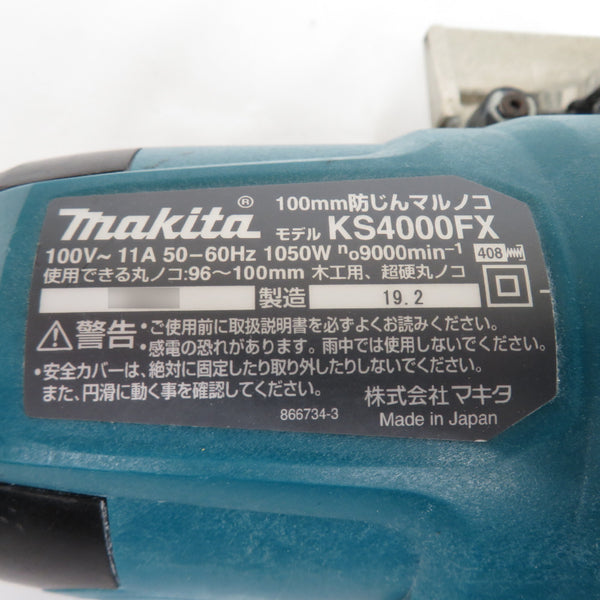 makita®
100mm防じんマルノコ
モデル KS4000FX
100V~ 11A 50-60Hz 1050W no9000min-1 408
使用できる丸ノコ:96~100mm 木工用、超硬丸ノコ
製造 19.2
⚠警告・ご使用前に取扱説明書を必ずよくお読みください。
・感電の恐れがあります。雨中では使用しないでください。
・安全カバーは、絶対に固定したり取り外したりしないでください。
また、円滑に動く事を確認してください。
866734-3
株式会社マキタ
Made in Japan